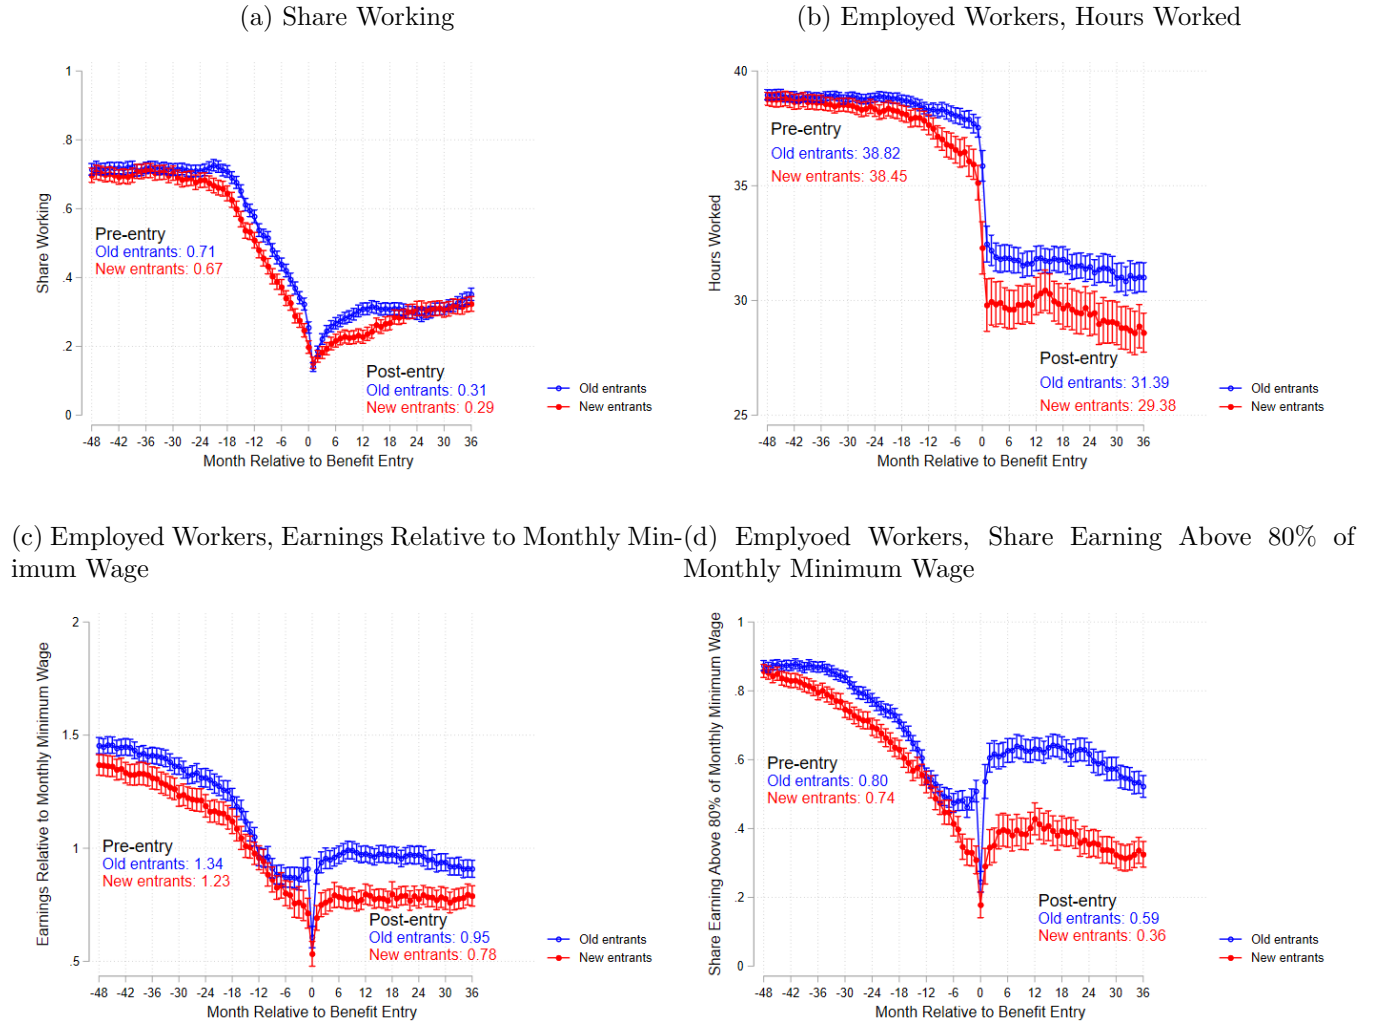 (a) Share Working
1
.8
.6
.4
.2
0
Share Working
Pre-entry
Old entrants: 0.71
New entrants: 0.67
Post-entry
Old entrants: 0.31
New entrants: 0.29
Old entrants
New entrants
-48 -42 -36 -30 -24 -18 -12 -6 0 6 12 18 24 30 36
Month Relative to Benefit Entry
(b) Employed Workers, Hours Worked
40
35
30
25
Hours Worked
Pre-entry
Old entrants: 38.82
New entrants: 38.45
Post-entry
Old entrants: 31.39
New entrants: 29.38
Old entrants
New entrants
-48 -42 -36 -30 -24 -18 -12 -6 0 6 12 18 24 30 36
Month Relative to Benefit Entry
(c) Employed Workers, Earnings Relative to Monthly Min-
imum Wage
2
1.5
1
.5
Earnings Relative to Monthly Minimum Wage
Pre-entry
Old entrants: 1.34
New entrants: 1.23
Post-entry
Old entrants: 0.95
New entrants: 0.78
Old entrants
New entrants
-48 -42 -36 -30 -24 -18 -12 -6 0 6 12 18 24 30 36
Month Relative to Benefit Entry
(d) Emplyoed Workers, Share Earning Above 80% of
Monthly Minimum Wage
1
.8
.6
.4
.2
0
Share Earning Above 80% of Monthly Minimum Wage
Pre-entry
Old entrants: 0.80
New entrants: 0.74
Post-entry
Old entrants: 0.59
New entrants: 0.36
Old entrants
New entrants
-48 -42 -36 -30 -24 -18 -12 -6 0 6 12 18 24 30 36
Month Relative to Benefit Entry